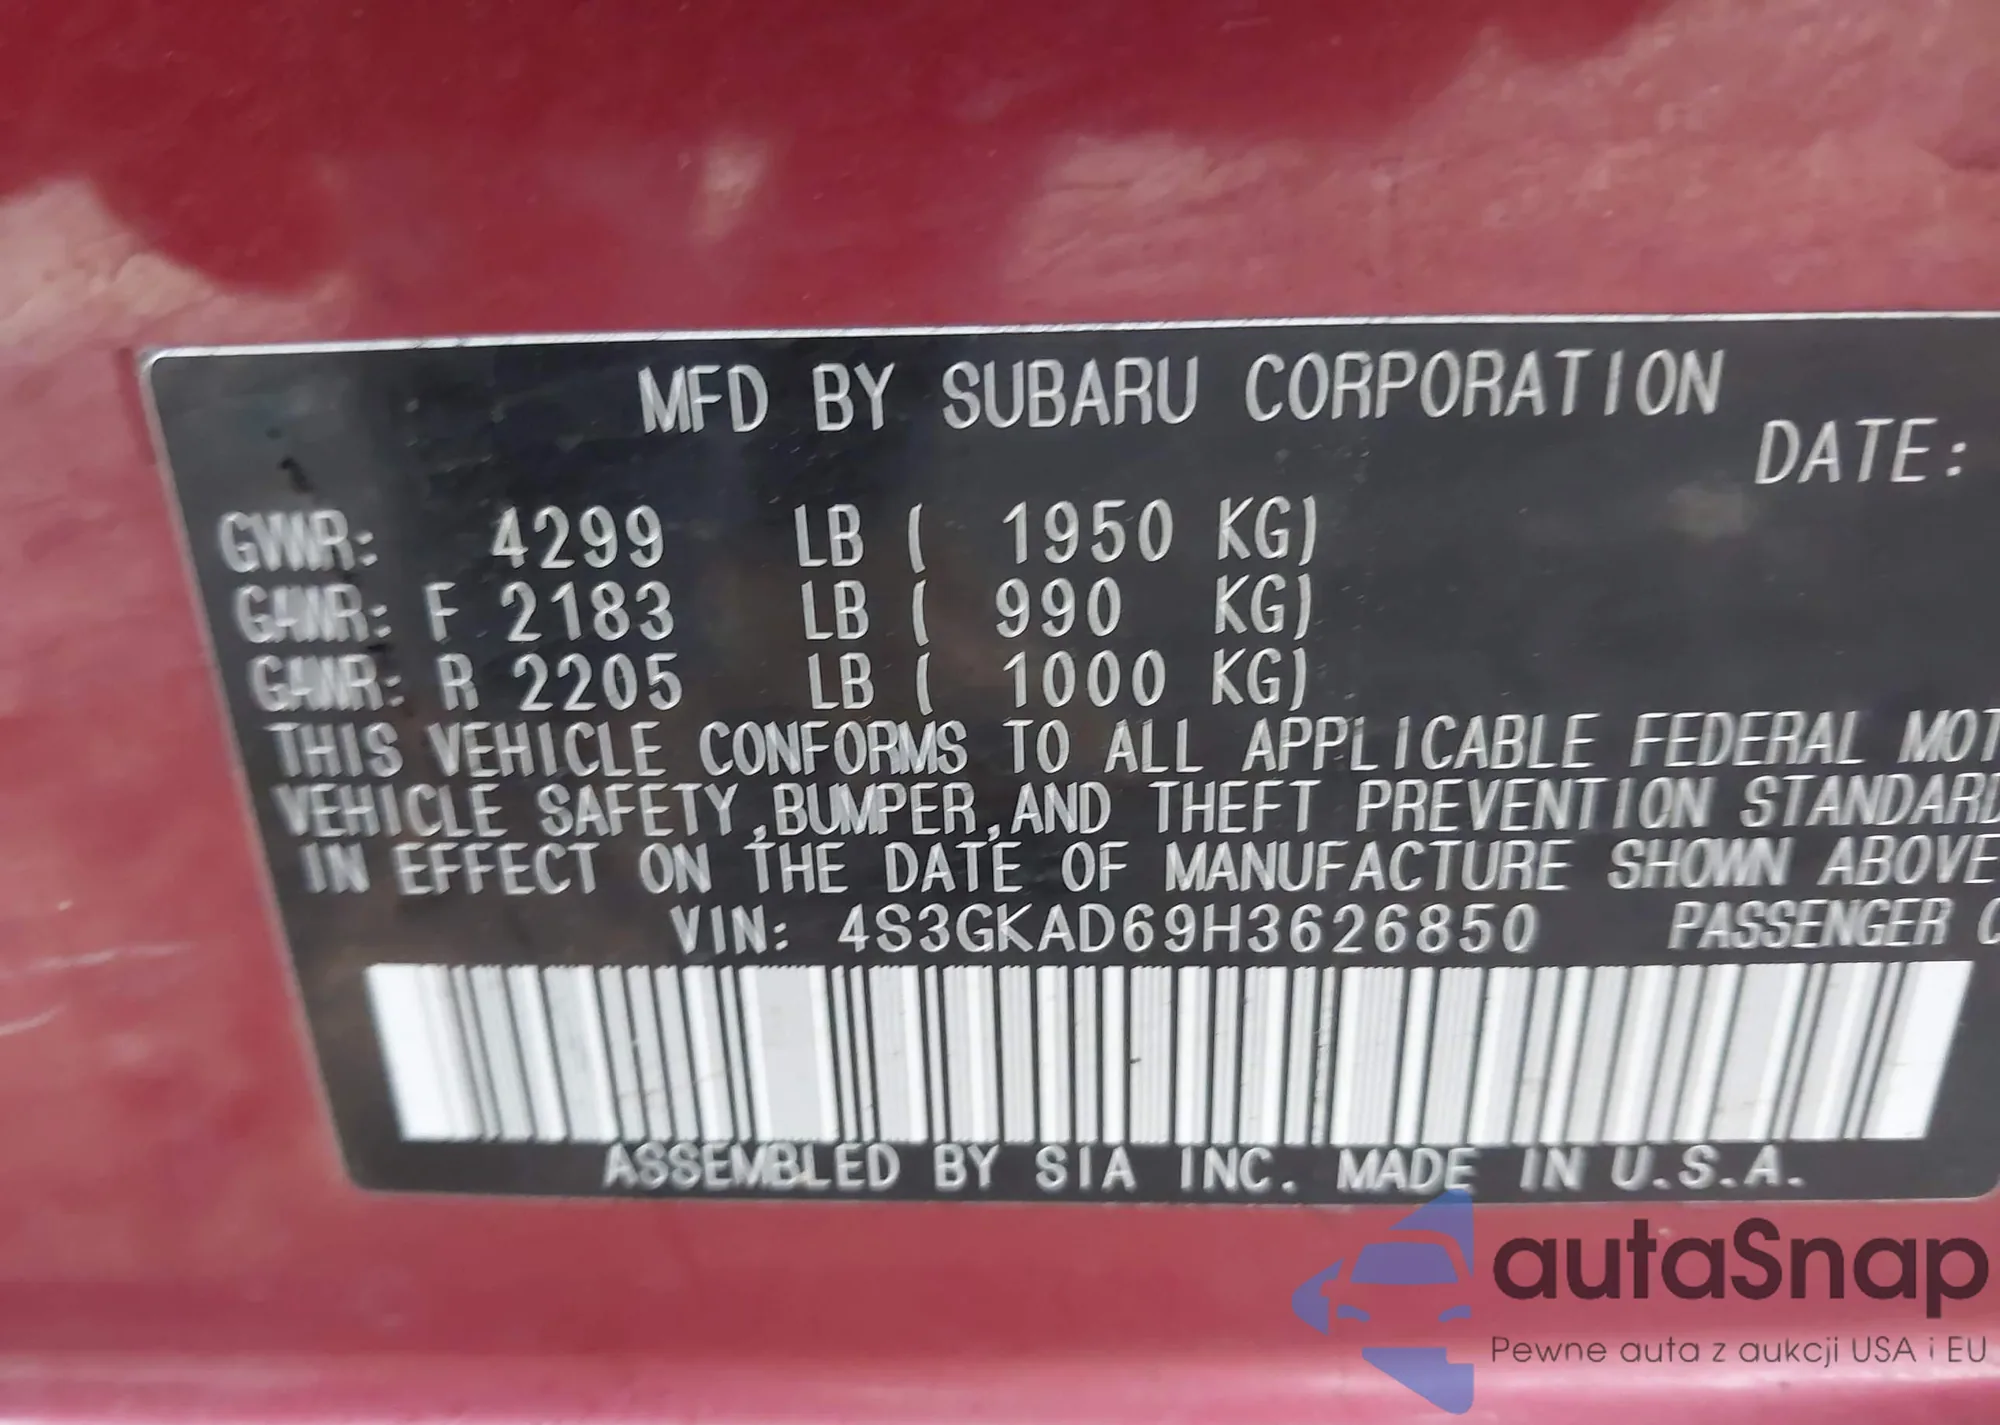 MFD BY SUBARU CORPORATION
DATE:
GVWR: 4299 LB ( 1950 KG)
GAWR: F 2183 LB ( 990 KG)
GAWR: R 2205 LB ( 1000 KG)
THIS VEHICLE CONFORMS TO ALL APPLICABLE FEDERAL MOT
VEHICLE SAFETY,BUMPER,AND THEFT PREVENTION STANDARD
IN EFFECT ON THE DATE OF MANUFACTURE SHOWN ABOVE
VIN: 4S3GKAD69H3626850 PASSENGER C
ASSEMBLED BY SIA INC. MADE IN U.S.A.
autaSnap
Pewne auta z aukcji USA i EU